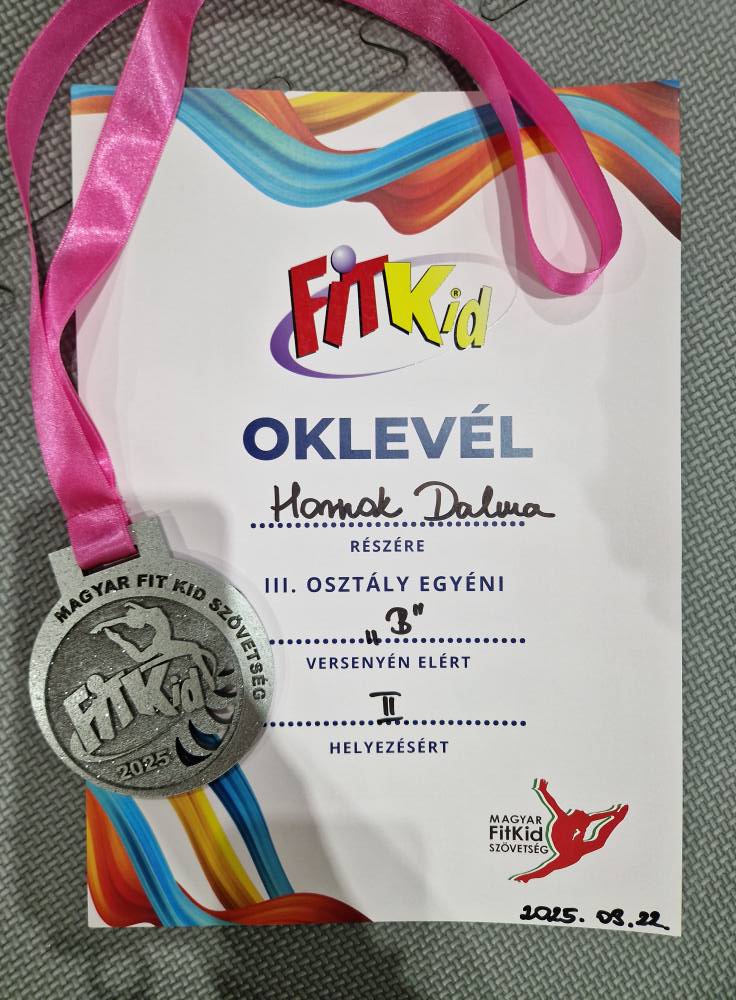 FiTKid®
OKLEVÉL
Hornok Dalma
RÉSZÉRE
III. OSZTÁLY EGYÉNI
„B"
VERSENYÉN ELÉRT
II
HELYEZÉSÉRT
MAGYAR
FitKid
SZÖVETSÉG
2025. 03. 22.
MAGYAR FIT KID SZÖVETSÉG
FiTKid
2025